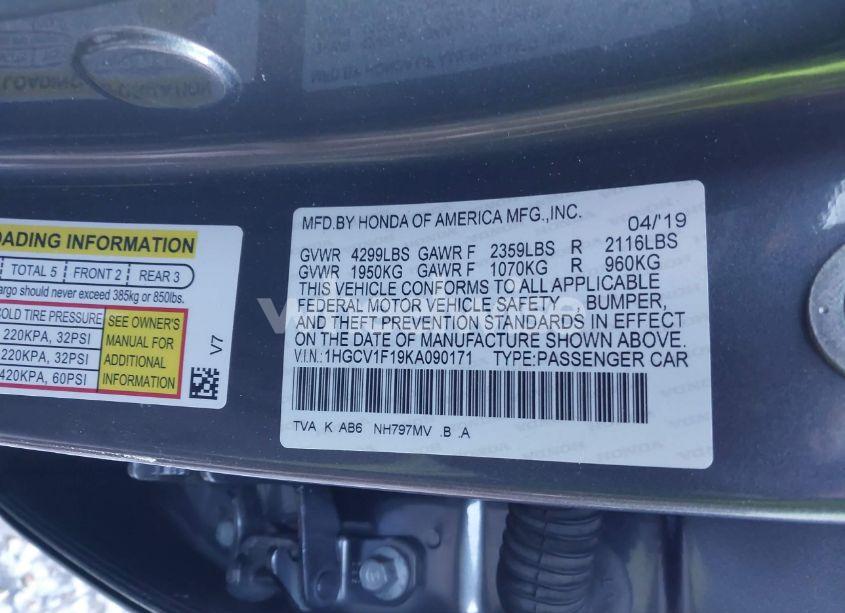 LOADING INFORMATION
TOTAL 5 FRONT 2 REAR 3
cargo should never exceed 385kg or 850lbs.
COLD TIRE PRESSURE
220KPA, 32PSI
220KPA, 32PSI
420KPA, 60PSI
SEE OWNER'S
MANUAL FOR
ADDITIONAL
INFORMATION
V7
MFD.BY HONDA OF AMERICA MFG.,INC. 04/'19
GVWR 4299LBS GAWR F 2359LBS R 2116LBS
GVWR 1950KG GAWR F 1070KG R 960KG
THIS VEHICLE CONFORMS TO ALL APPLICABLE
FEDERAL MOTOR VEHICLE SAFETY , BUMPER,
AND THEFT PREVENTION STANDARDS IN EFFECT
ON THE DATE OF MANUFACTURE SHOWN ABOVE.
V.I.N.:1HGCV1F19KA090171 TYPE:PASSENGER CAR
TVA K AB6 NH797MV .B .A